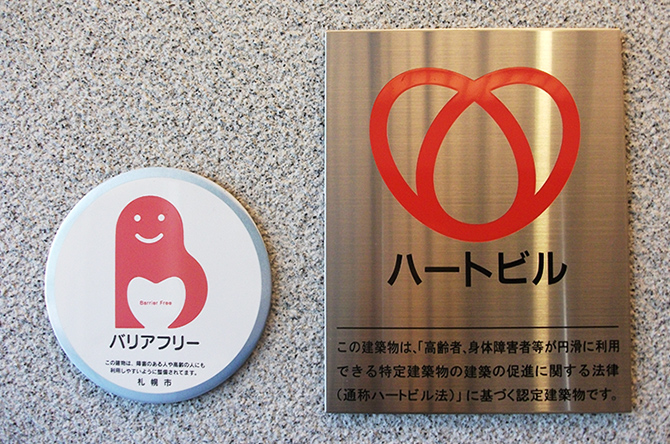 Barrier Free
バリアフリー
この建物は、障害のある人や高齢の人にも
利用しやすいように整備されてます。
札幌市
ハートビル
この建築物は、「高齢者、身体障害者等が円滑に利用
できる特定建築物の建築の促進に関する法律
（通称ハートビル法）」に基づく認定建築物です。